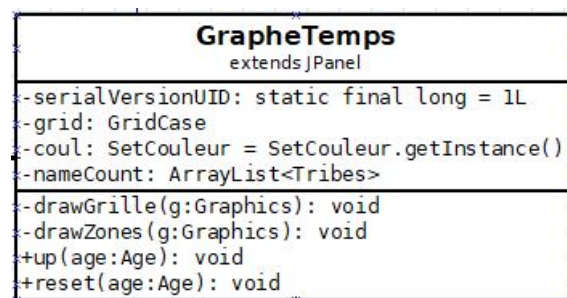 GrapheTemps
extends JPanel
-serialVersionUID: static final long = 1L
-grid: GridCase
-coul: SetCouleur = SetCouleur.getInstance()
-nameCount: ArrayList<Tribes>
-drawGrille(g:Graphics): void
-drawZones(g:Graphics): void
+up(age:Age): void
+reset(age:Age): void